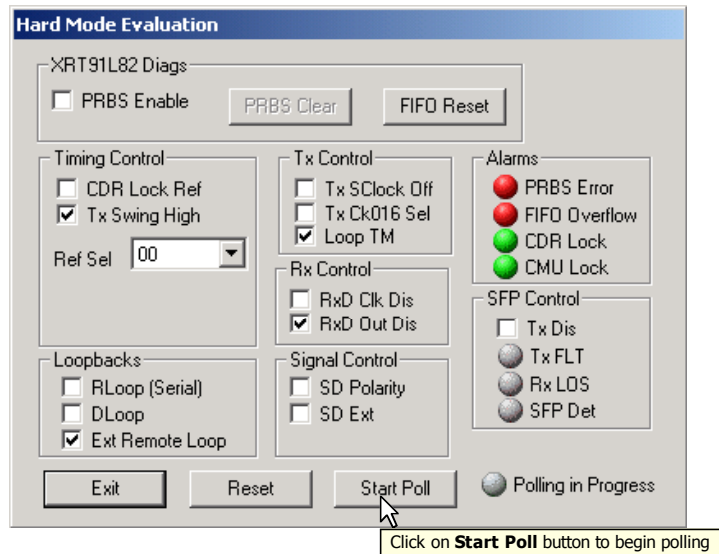 Hard Mode Evaluation
XRT91L82 Diags
PRBS Enable
PRBS Clear
FIFO Reset
Timing Control
CDR Lock Ref
Tx Swing High
Ref Sel 00
Tx Control
Tx SClock Off
Tx Ck016 Sel
Loop TM
Rx Control
RxD Clk Dis
RxD Out Dis
Alarms
PRBS Error
FIFO Overflow
CDR Lock
CMU Lock
SFP Control
Tx Dis
Tx FLT
Rx LOS
SFP Det
Loopbacks
RLoop (Serial)
DLoop
Ext Remote Loop
Signal Control
SD Polarity
SD Ext
Exit
Reset
Start Poll
Polling in Progress
Click on Start Poll button to begin polling